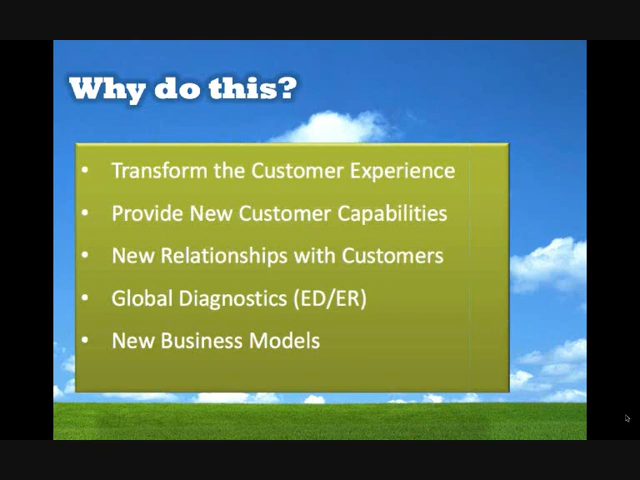 Why do this?
• Transform the Customer Experience
• Provide New Customer Capabilities
• New Relationships with Customers
• Global Diagnostics (ED/ER)
• New Business Models